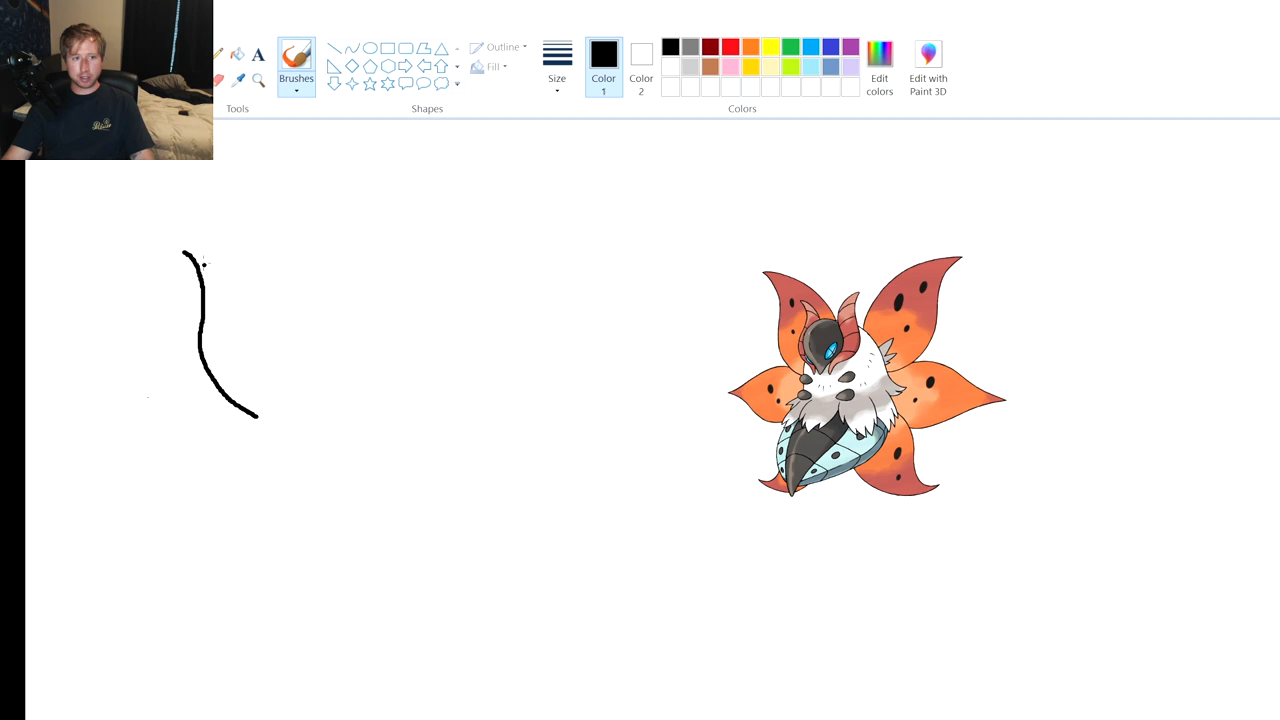 Outline
Fill
Brushes
Size
Color 1
Color 2
Edit colors
Edit with Paint 3D
Tools
Shapes
Colors